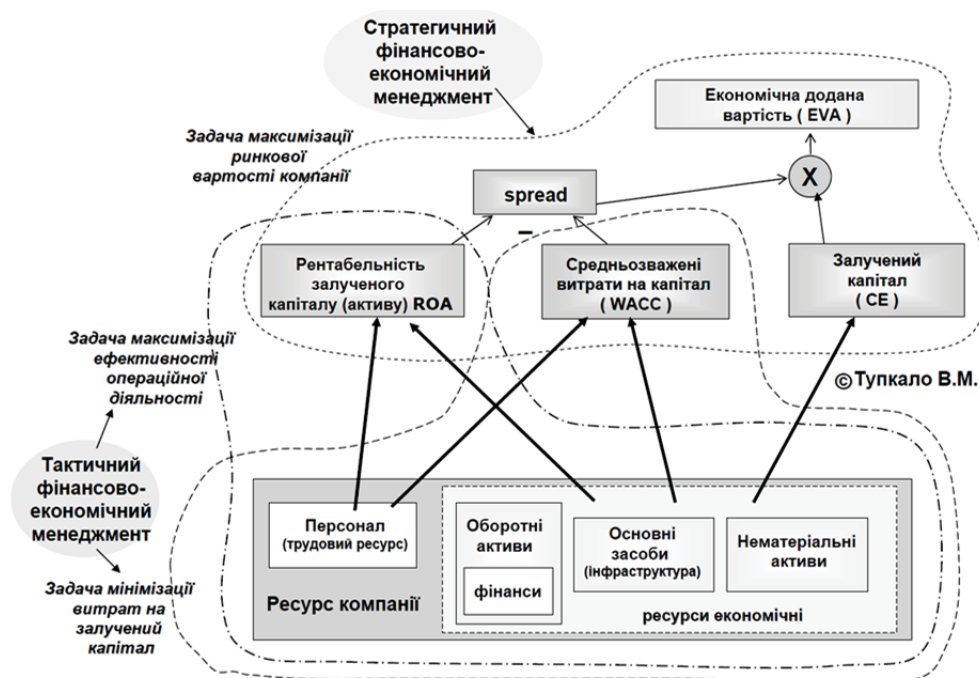 Стратегичний
фінансово-
економічний
менеджмент
Економічна додана
вартість ( EVA )
Задача максимізації
ринкової
вартості компанії
X
spread
–
Рентабельність
залученого
капіталу (активу) ROA
Средньозважені
витрати на капітал
( WACC )
Залучений
капітал
( CE )
Задача максимізації
ефективності
операційної
діяльності
© Тупкало В.М.
Тактичний
фінансово-
економічний
менеджмент
Персонал
(трудовий ресурс)
Оборотні
активи
фінанси
Основні
засоби
(інфраструктура)
Нематеріальні
активи
Ресурс компанії
ресурси економічні
Задача мінімізації
витрат на
залучений
капітал